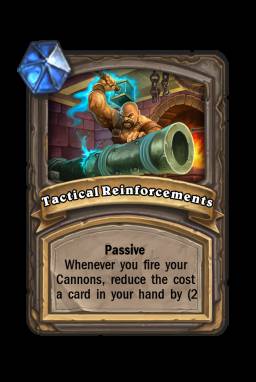 Tactical Reinforcements
Passive
Whenever you fire your
Cannons, reduce the cost
a card in your hand by (2